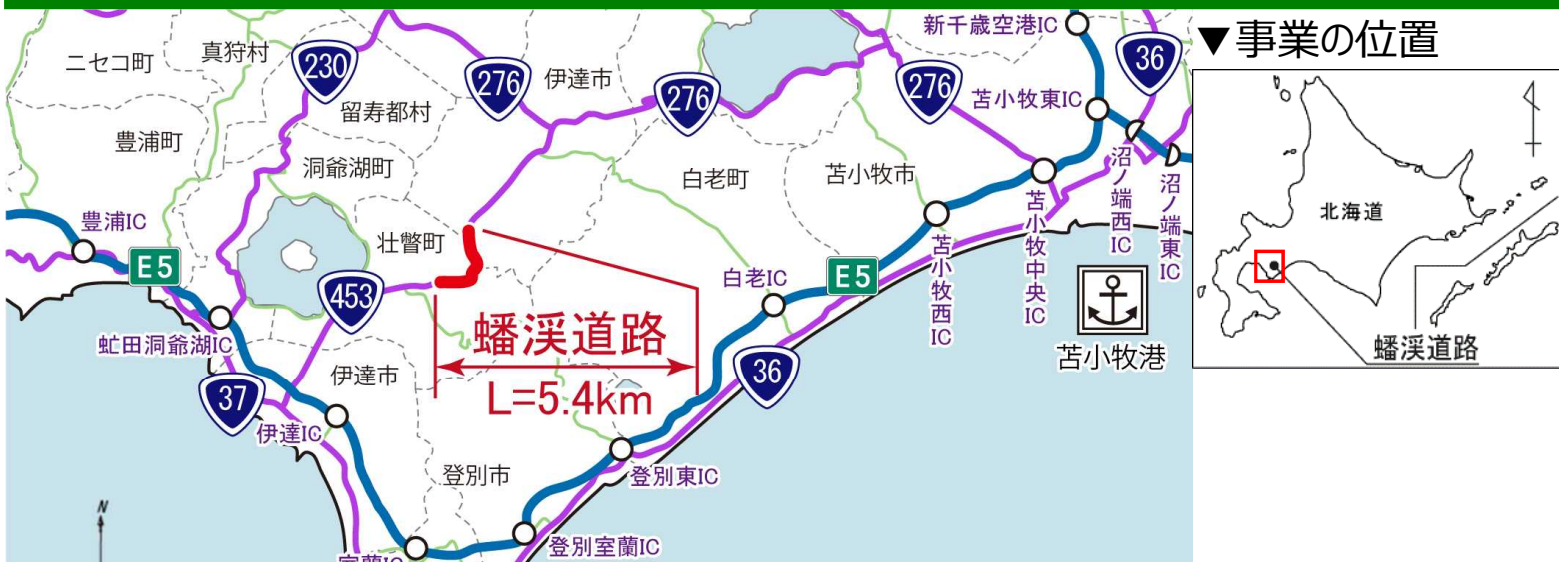 新千歳空港IC
36
▼事業の位置
ニセコ町
真狩村
230
276
伊達市
276
276
苫小牧東IC
留寿都村
豊浦町
洞爺湖町
白老町
苫小牧市
沼ノ端西IC
沼ノ端東IC
北海道
豊浦IC
壮瞥町
苫小牧中央IC
苫小牧西IC
E5
453
白老IC
E5
虻田洞爺湖IC
蟠渓道路
L=5.4km
苫小牧港
蟠渓道路
伊達市
37
36
伊達IC
登別市
登別東IC
N
登別室蘭IC
室蘭IC